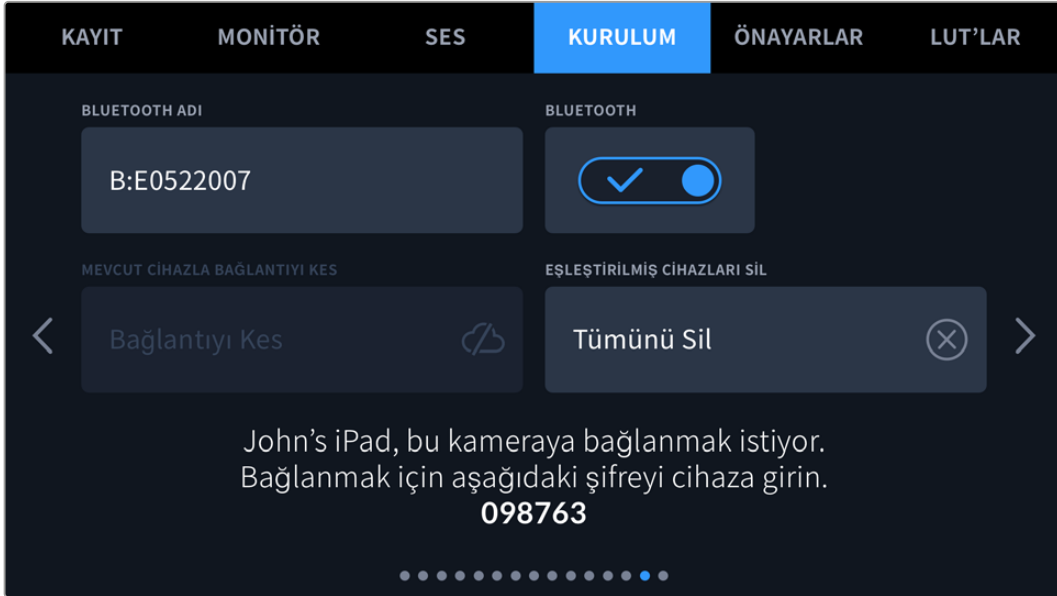 KAYIT MONİTÖR SES KURULUM ÖNAYARLAR LUT’LAR
BLUETOOTH ADI BLUETOOTH
B:E0522007
MEVCUT CİHAZLA BAĞLANTIYI KES EŞLEŞTİRİLMİŞ CİHAZLARI SİL
Bağlantıyı Kes Tümünü Sil
John’s iPad, bu kameraya bağlanmak istiyor.
Bağlanmak için aşağıdaki şifreyi cihaza girin.
098763